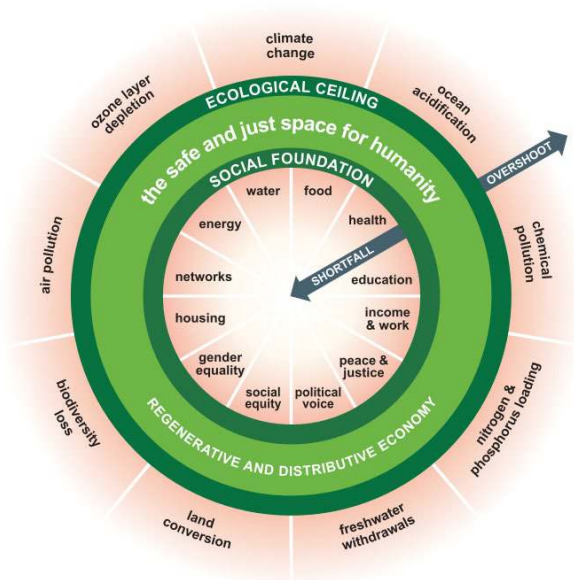 climate
change
ocean
acidification
chemical
pollution
nitrogen &
phosphorus loading
freshwater
withdrawals
land
conversion
biodiversity
loss
air pollution
ozone layer
depletion
ECOLOGICAL CEILING
OVERSHOOT
the safe and just space for humanity
SOCIAL FOUNDATION
water
food
health
SHORTFALL
education
income
& work
peace &
justice
political
voice
social
equity
gender
equality
housing
networks
energy
REGENERATIVE AND DISTRIBUTIVE ECONOMY